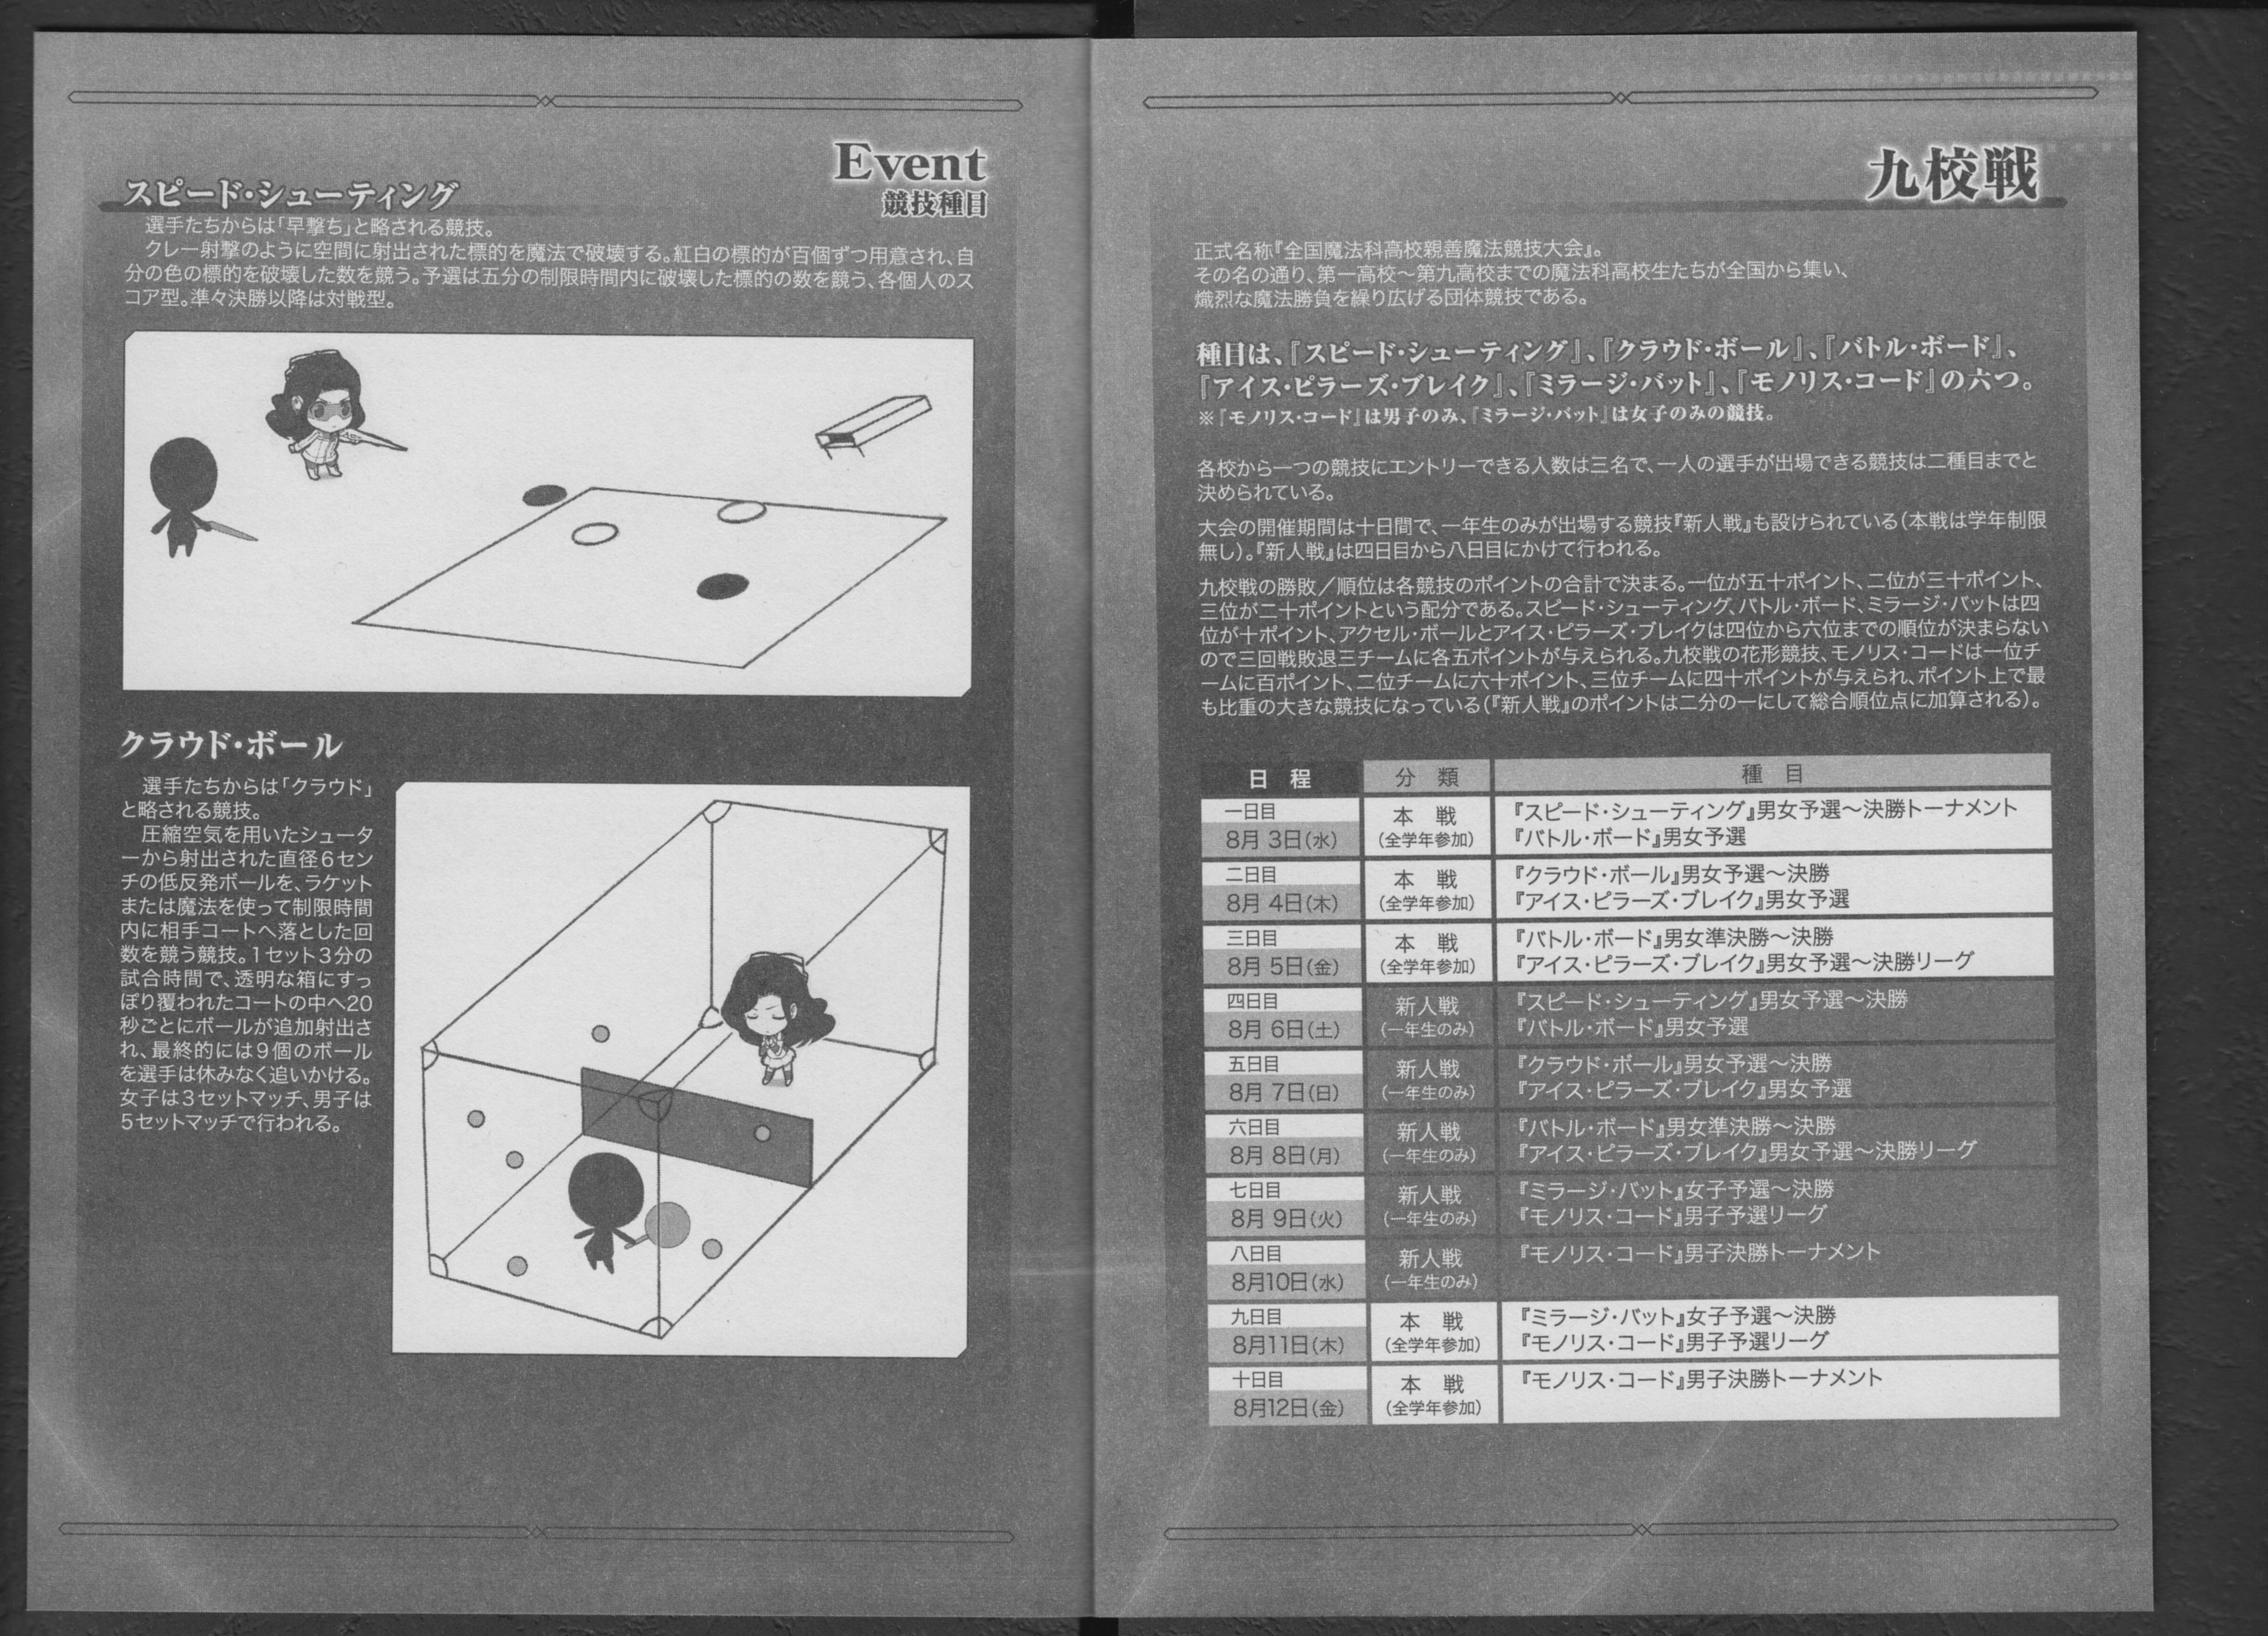 九校戦
正式名称『全国魔法科高校親善魔法競技大会』。
その名の通り、第一高校～第九高校までの魔法科高校生たちが全国から集い、
熾烈な魔法勝負を繰り広げる団体競技である。
種目は、『スピード・シューティング』、『クラウド・ボール』、『バトル・ボード』、
『アイス・ピラーズ・ブレイク』、『ミラージ・バット』、『モノリス・コード』の六つ。
※『モノリス・コード』は男子のみ、『ミラージ・バット』は女子のみの競技。
各校から一つの競技にエントリーできる人数は三名で、一人の選手が出場できる競技は二種目までと
決められている。
大会の開催期間は十日間で、一年生のみが出場する競技『新人戦』も設けられている（本戦は学年制限
無し）。『新人戦』は四日目から八日目にかけて行われる。
九校戦の勝敗／順位は各競技のポイントの合計で決まる。一位が五十ポイント、二位が三十ポイント、
三位が二十ポイントという配分である。スピード・シューティング、バトル・ボード、ミラージ・バットは四
位が十ポイント、アクセル・ボールとアイス・ピラーズ・ブレイクは四位から六位までの順位が決まらない
ので三回戦敗退三チームに各五ポイントが与えられる。九校戦の花形競技、モノリス・コードは一位チ
ームに百ポイント、二位チームに六十ポイント、三位チームに四十ポイントが与えられ、ポイント上で最
も比重の大きな競技になっている（『新人戦』のポイントは二分の一にして総合順位点に加算される）。
日 程 分 類 種 目
一日目
8月 3日（水）
本 戦
（全学年参加）
『スピード・シューティング』男女予選～決勝トーナメント
『バトル・ボード』男女予選
二日目
8月 4日（木）
本 戦
（全学年参加）
『クラウド・ボール』男女予選～決勝
『アイス・ピラーズ・ブレイク』男女予選
三日目
8月 5日（金）
本 戦
（全学年参加）
『バトル・ボード』男女準決勝～決勝
『アイス・ピラーズ・ブレイク』男女予選～決勝リーグ
四日目
8月 6日（土）
新人戦
（一年生のみ）
『スピード・シューティング』男女予選～決勝
『バトル・ボード』男女予選
五日目
8月 7日（日）
新人戦
（一年生のみ）
『クラウド・ボール』男女予選～決勝
『アイス・ピラーズ・ブレイク』男女予選
六日目
8月 8日（月）
新人戦
（一年生のみ）
『バトル・ボード』男女準決勝～決勝
『アイス・ピラーズ・ブレイク』男女予選～決勝リーグ
七日目
8月 9日（火）
新人戦
（一年生のみ）
『ミラージ・バット』女子予選～決勝
『モノリス・コード』男子予選リーグ
八日目
8月10日（水）
新人戦
（一年生のみ）
『モノリス・コード』男子決勝トーナメント
九日目
8月11日（木）
本 戦
（全学年参加）
『ミラージ・バット』女子予選～決勝
『モノリス・コード』男子予選リーグ
十日目
8月12日（金）
本 戦
（全学年参加）
『モノリス・コード』男子決勝トーナメント
Event
競技種目
スピード・シューティング
選手たちからは「早撃ち」と略される競技。
クレー射撃のように空間に射出された標的を魔法で破壊する。紅白の標的が百個ずつ用意され、自
分の色の標的を破壊した数を競う。予選は五分の制限時間内に破壊した標的の数を競う、各個人のス
コア型。準々決勝以降は対戦型。
クラウド・ボール
選手たちからは「クラウド」
と略される競技。
圧縮空気を用いたシュータ
ーから射出された直径６セン
チの低反発ボールを、ラケット
または魔法を使って制限時間
内に相手コートへ落とした回
数を競う競技。１セット３分の
試合時間で、透明な箱にすっ
ぽり覆われたコートの中へ20
秒ごとにボールが追加射出さ
れ、最終的には９個のボール
を選手は休みなく追いかける。
女子は３セットマッチ、男子は
５セットマッチで行われる。